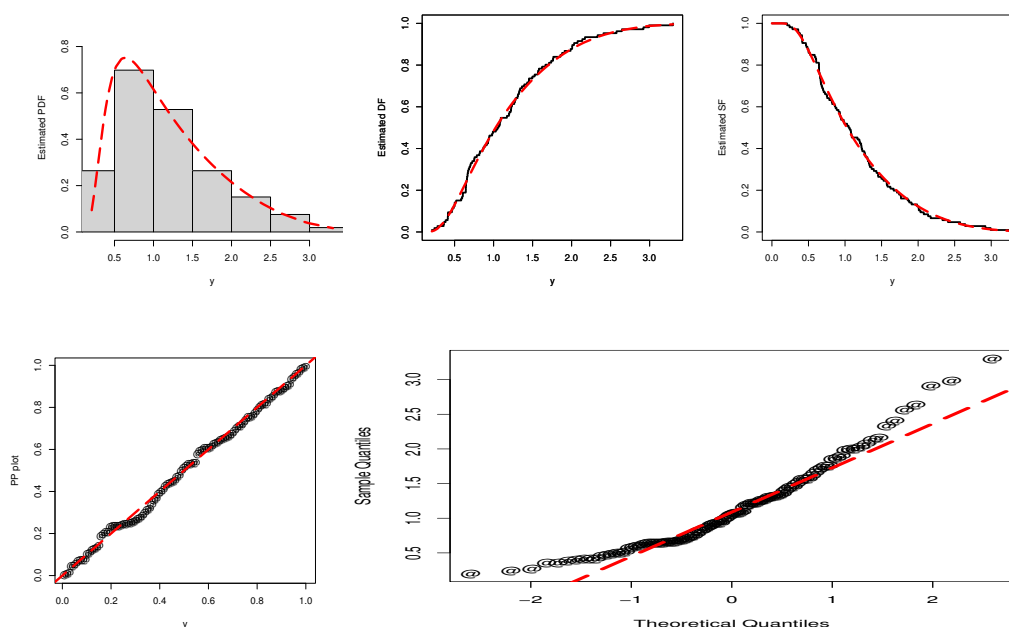 Estimated PDF
0.0 0.2 0.4 0.6 0.8
0.5 1.0 1.5 2.0 2.5 3.0
y
Estimated DF
0.0 0.2 0.4 0.6 0.8 1.0
0.5 1.0 1.5 2.0 2.5 3.0
y
Estimated SF
0.0 0.2 0.4 0.6 0.8 1.0
0.0 0.5 1.0 1.5 2.0 2.5 3.0
y
PP plot
0.0 0.2 0.4 0.6 0.8 1.0
0.0 0.2 0.4 0.6 0.8 1.0
y
Sample Quantiles
0.5 1.0 1.5 2.0 2.5 3.0
−2 −1 0 1 2
Theoretical Quantiles